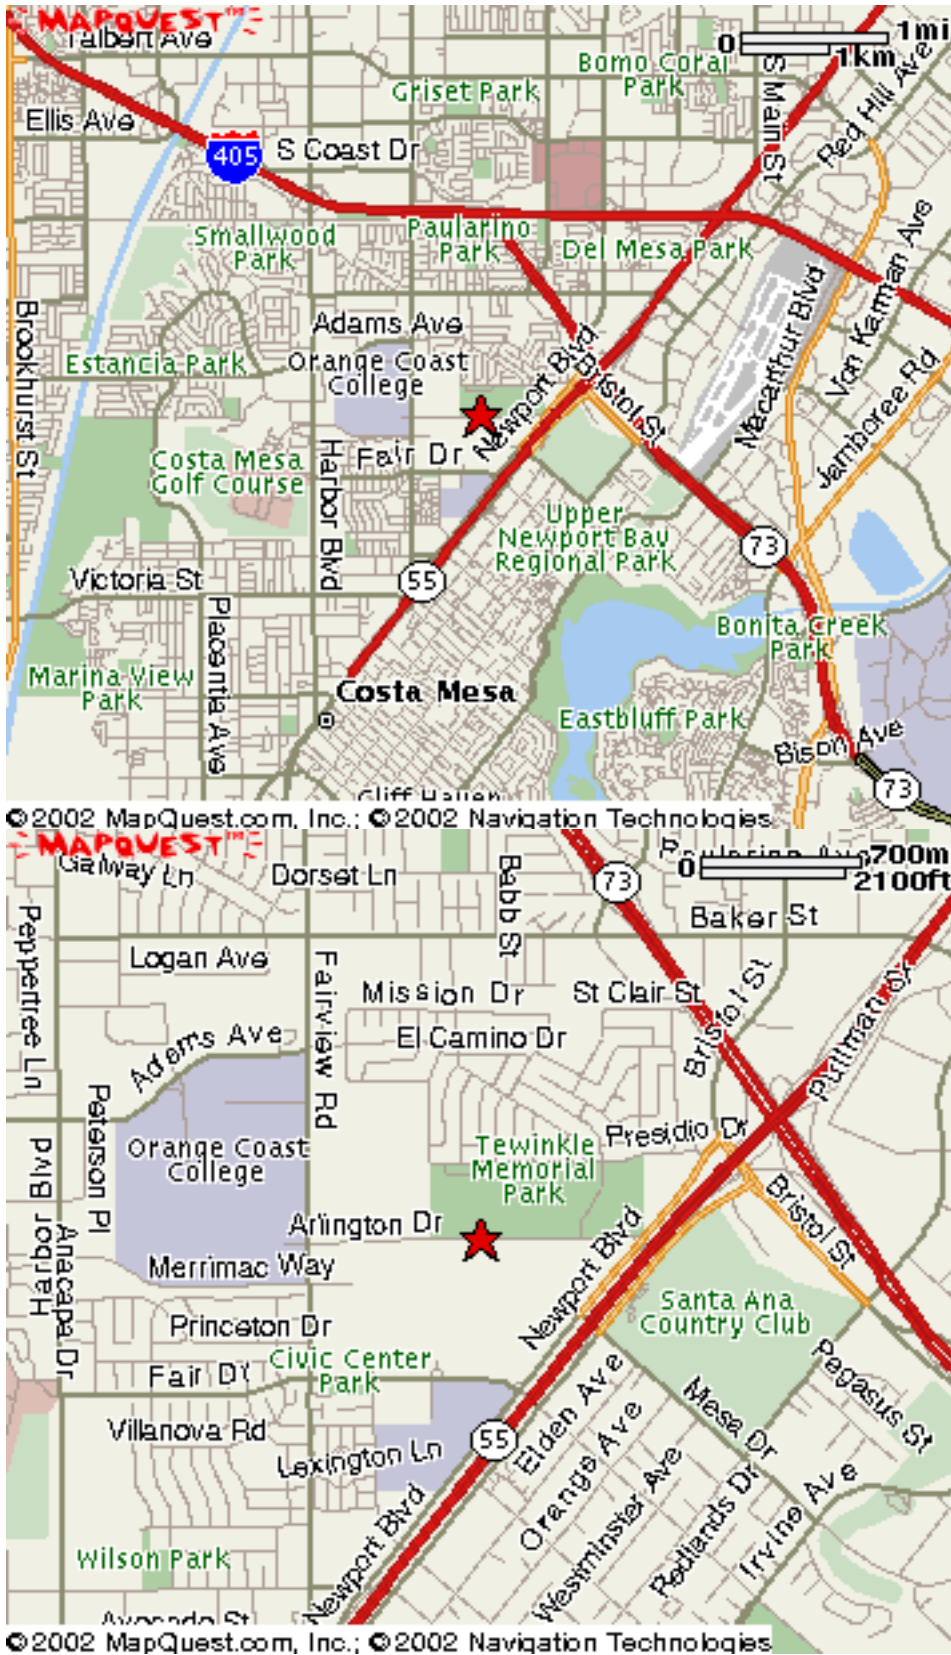 MAPQUEST™
Talbert Ave
0
1mi
1km
Bomo Coral
Park
Griset Park
S Main St
Red Hill Ave
Ellis Ave
405
S Coast Dr
Smallwood
Park
Paularino
Park
Del Mesa Park
Macarthur Blvd
Von Karman Ave
Brookhurst St
Adams Ave
Newport Blvd
Orange Coast
College
Estancia Park
Bristol St
Jamboree Rd
Costa Mesa
Golf Course
Harbor Blvd
Fair Dr
Upper
Newport Bay
Regional Park
73
55
Victoria St
Placentia Ave
Bonita Creek
Park
Marina View
Park
Costa Mesa
Eastbluff Park
Bison Ave
73
Cliff Haven
©2002 MapQuest.com, Inc.; ©2002 Navigation Technologies
MAPQUEST™
Galway Ln
Dorset Ln
Babb St
73
Paularino Ave
0
700m
2100ft
Peppertree Ln
Baker St
Logan Ave
Fairview Rd
Mission Dr
St Clair St
Bristol St
Pullman Dr
El Camino Dr
Adams Ave
Peterson Pl
Orange Coast
College
Tewinkle
Memorial
Park
Presidio Dr
Harbor Blvd
Anacapa Dr
Arlington Dr
Newport Blvd
Bristol St
Merrimac Way
Santa Ana
Country Club
Princeton Dr
Civic Center
Park
Fair Dr
Pegasus St
Mesa Dr
Elden Ave
Villanova Rd
55
Orange Ave
Lexington Ln
Westminster Ave
Redlands Dr
Irvine Ave
Newport Blvd
Wilson Park
Avocado St
©2002 MapQuest.com, Inc.; ©2002 Navigation Technologies